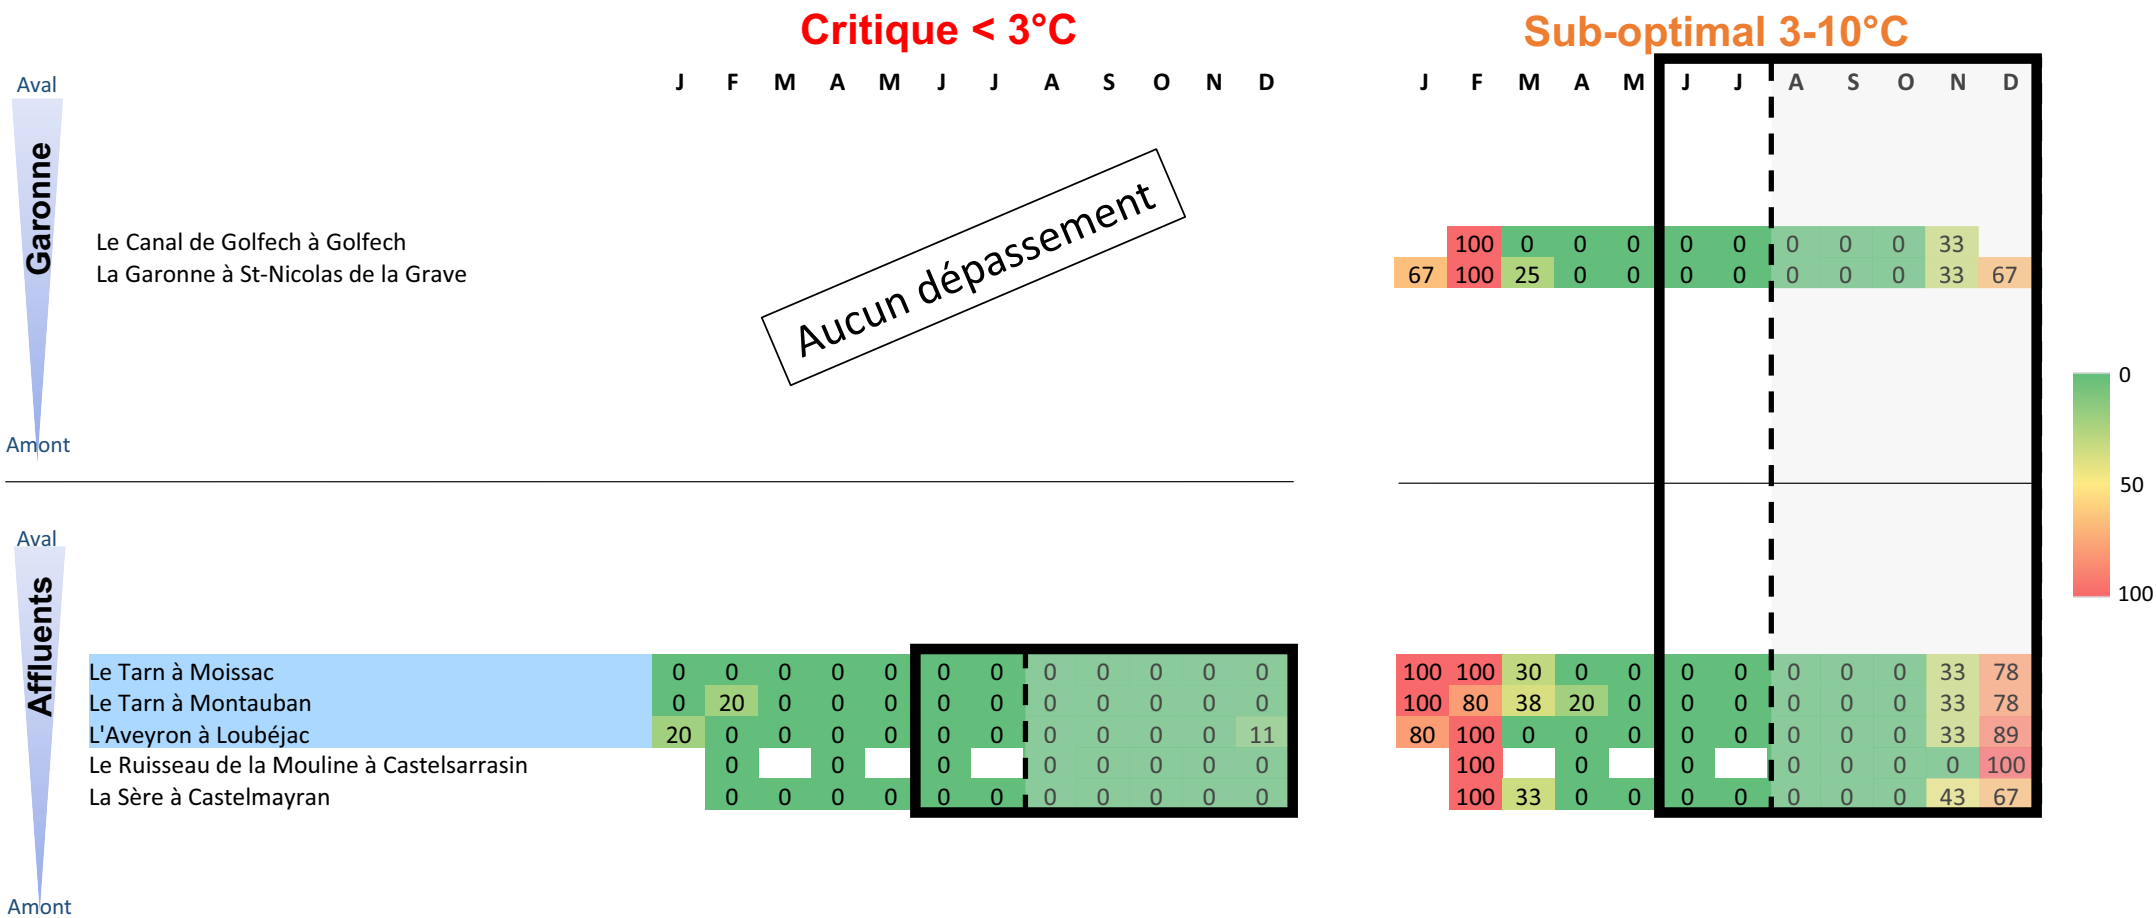 Critique < 3°C
Sub-optimal 3-10°C
Aval
J F M A M J J A S O N D
J F M A M J J A S O N D
Garonne
Aucun dépassement
Le Canal de Golfech à Golfech
100 0 0 0 0 0 0 0 0 33
La Garonne à St-Nicolas de la Grave
67 100 25 0 0 0 0 0 0 0 33 67
0
50
100
Amont
Aval
Affluents
Le Tarn à Moissac
0 0 0 0 0 0 0 0 0 0 0 0
100 100 30 0 0 0 0 0 0 0 33 78
Le Tarn à Montauban
0 20 0 0 0 0 0 0 0 0 0 0
100 80 38 20 0 0 0 0 0 0 33 78
L'Aveyron à Loubéjac
20 0 0 0 0 0 0 0 0 0 0 11
80 100 0 0 0 0 0 0 0 0 33 89
Le Ruisseau de la Mouline à Castelsarrasin
0 0 0 0 0 0 0 0
100 0 0 0 0 0 0 100
La Sère à Castelmayran
0 0 0 0 0 0 0 0 0 0 0
100 33 0 0 0 0 0 0 0 43 67
Amont